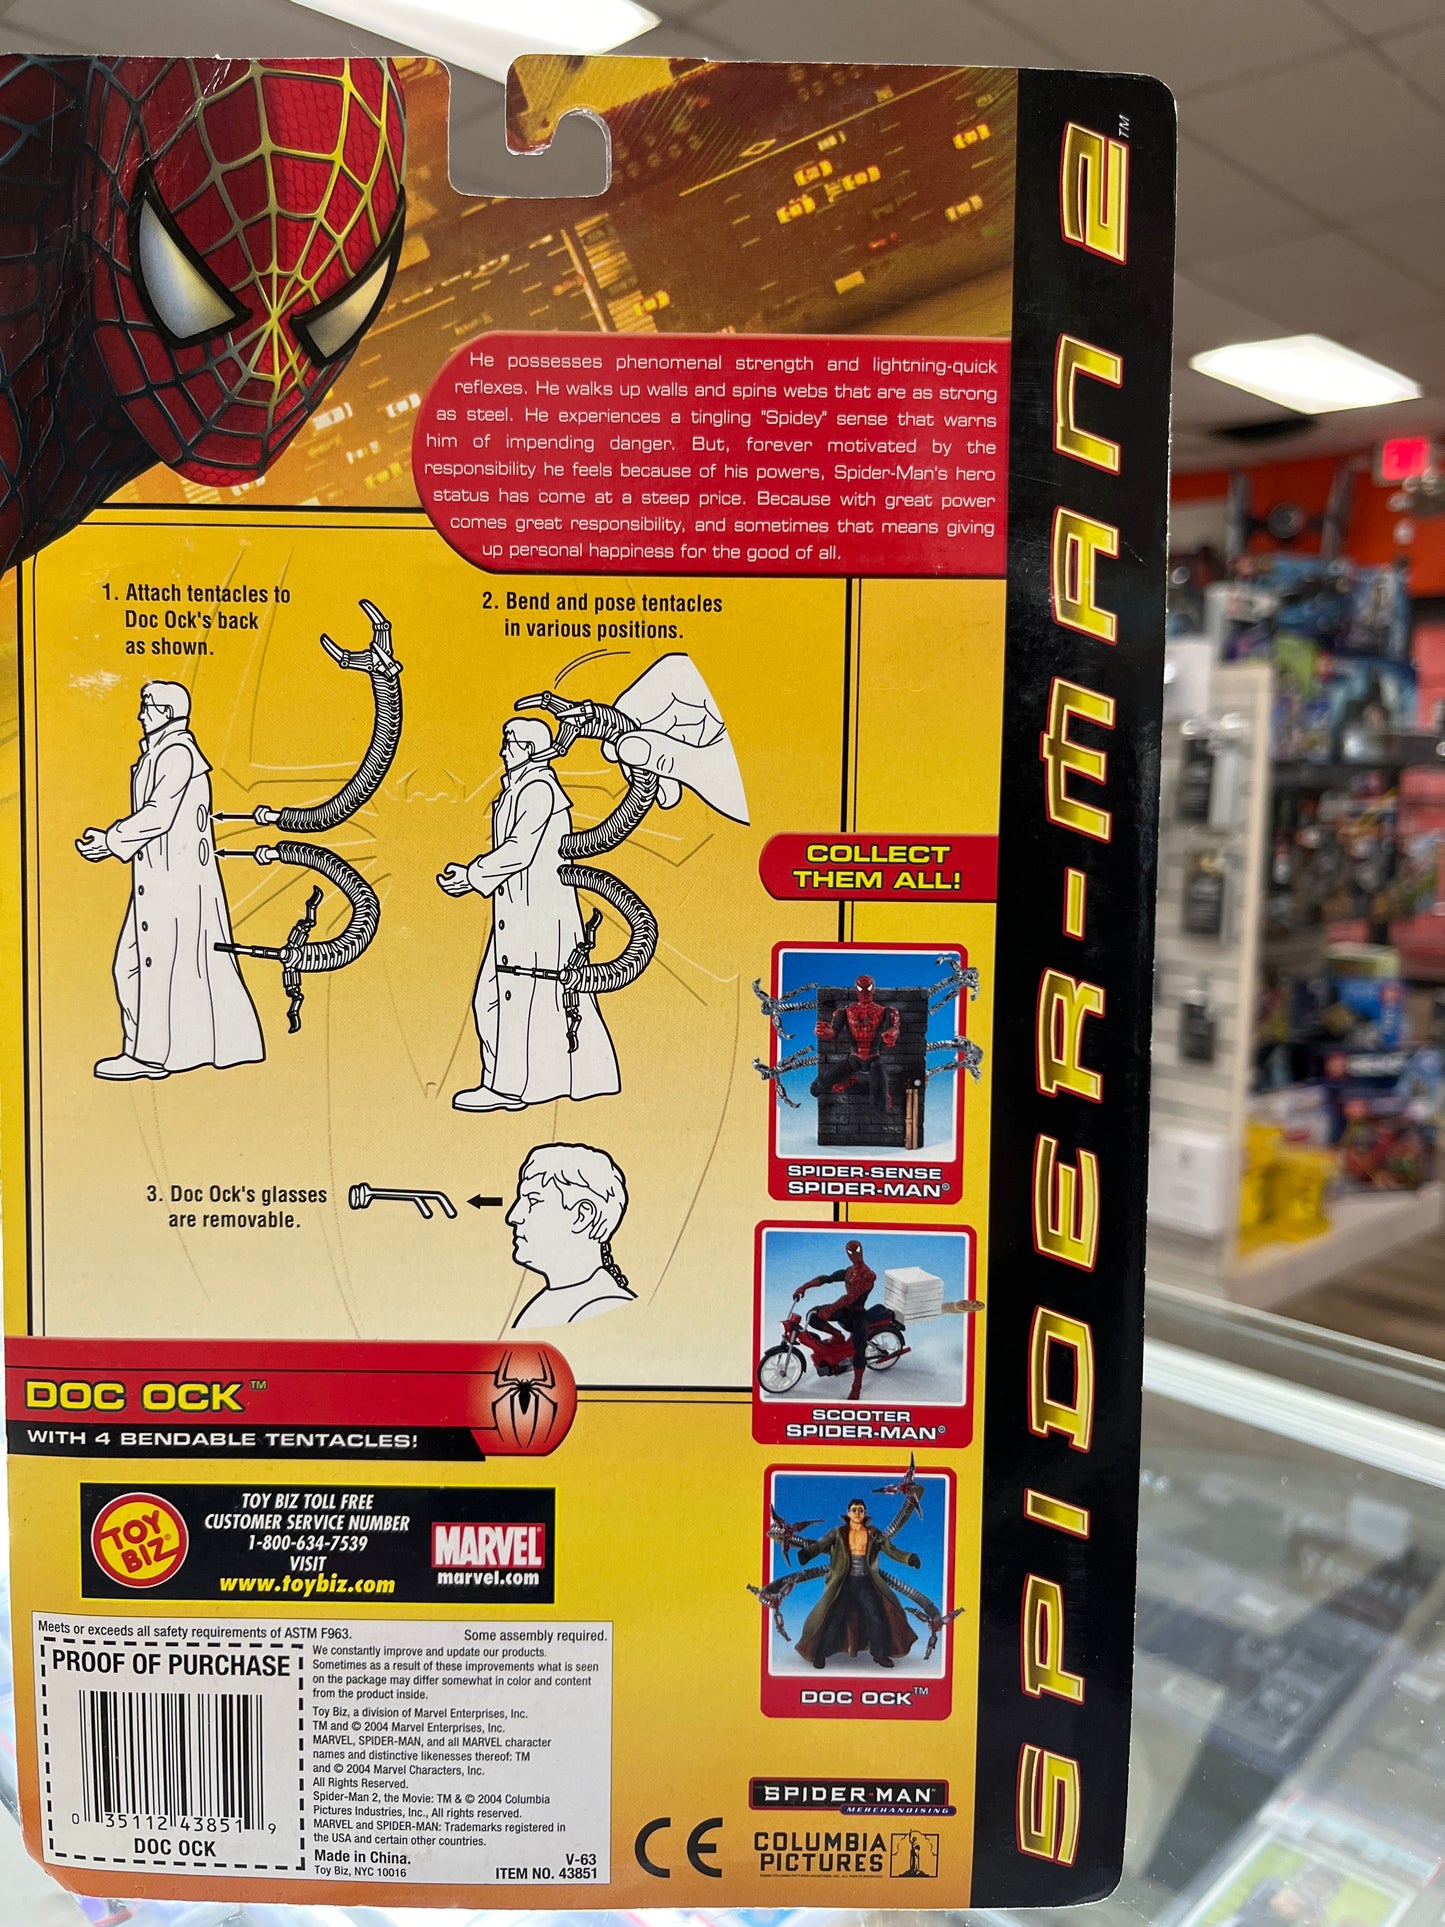 SPIDER-MAN 2™
He possesses phenomenal strength and lightning-quick
reflexes. He walks up walls and spins webs that are as strong
as steel. He experiences a tingling "Spidey" sense that warns
him of impending danger. But, forever motivated by the
responsibility he feels because of his powers, Spider-Man's hero
status has come at a steep price. Because with great power
comes great responsibility, and sometimes that means giving
up personal happiness for the good of all.
1. Attach tentacles to
Doc Ock's back
as shown.
2. Bend and pose tentacles
in various positions.
3. Doc Ock's glasses
are removable.
COLLECT
THEM ALL!
SPIDER-SENSE
SPIDER-MAN®
SCOOTER
SPIDER-MAN®
DOC OCK™
DOC OCK™
WITH 4 BENDABLE TENTACLES!
TOY BIZ
TOY BIZ TOLL FREE
CUSTOMER SERVICE NUMBER
1-800-634-7539
VISIT
www.toybiz.com
MARVEL
marvel.com
Meets or exceeds all safety requirements of ASTM F963.
Some assembly required.
PROOF OF PURCHASE
0 35112 43851 9
DOC OCK
We constantly improve and update our products.
Sometimes as a result of these improvements what is seen
on the package may differ somewhat in color and content
from the product inside.
Toy Biz, a division of Marvel Enterprises, Inc.
TM and © 2004 Marvel Enterprises, Inc.
MARVEL, SPIDER-MAN, and all MARVEL character
names and distinctive likenesses thereof: TM
and © 2004 Marvel Characters, Inc.
All Rights Reserved.
Spider-Man 2, the Movie: TM & © 2004 Columbia
Pictures Industries, Inc., All rights reserved.
MARVEL and SPIDER-MAN: Trademarks registered in
the USA and certain other countries.
Made in China.
Toy Biz, NYC 10016
V-63
ITEM NO. 43851
CE
SPIDER-MAN
MERCHANDISING
COLUMBIA
PICTURES